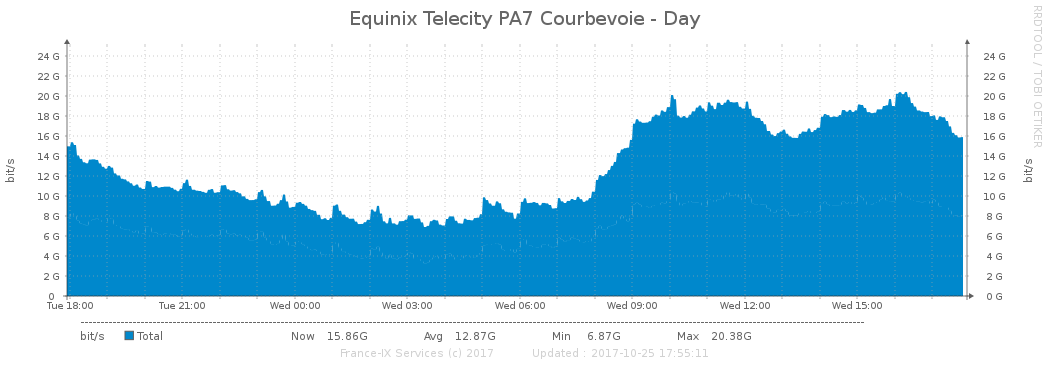 Equinix Telecity PA7 Courbevoie - Day
RRDTOOL / TOBI OETIKER
bit/s
24 G 24 G
22 G 22 G
20 G 20 G
18 G 18 G
16 G 16 G
14 G 14 G
12 G 12 G
10 G 10 G
8 G 8 G
6 G 6 G
4 G 4 G
2 G 2 G
0 0 G
bit/s
Tue 18:00 Tue 21:00 Wed 00:00 Wed 03:00 Wed 06:00 Wed 09:00 Wed 12:00 Wed 15:00
bit/s Total Now 15.86G Avg 12.87G Min 6.87G Max 20.38G
France-IX Services (c) 2017 Updated : 2017-10-25 17:55:11